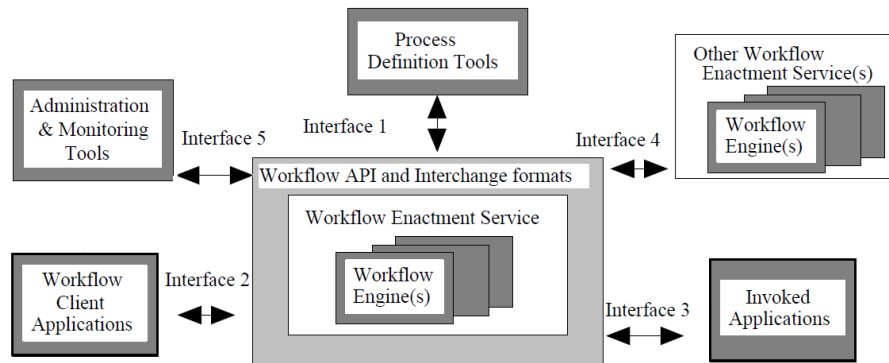 Process
Definition Tools
Other Workflow
Enactment Service(s)
Workflow
Engine(s)
Administration
& Monitoring
Tools
Interface 5
Interface 1
Interface 4
Workflow API and Interchange formats
Workflow Enactment Service
Workflow
Engine(s)
Workflow
Client
Applications
Interface 2
Interface 3
Invoked
Applications